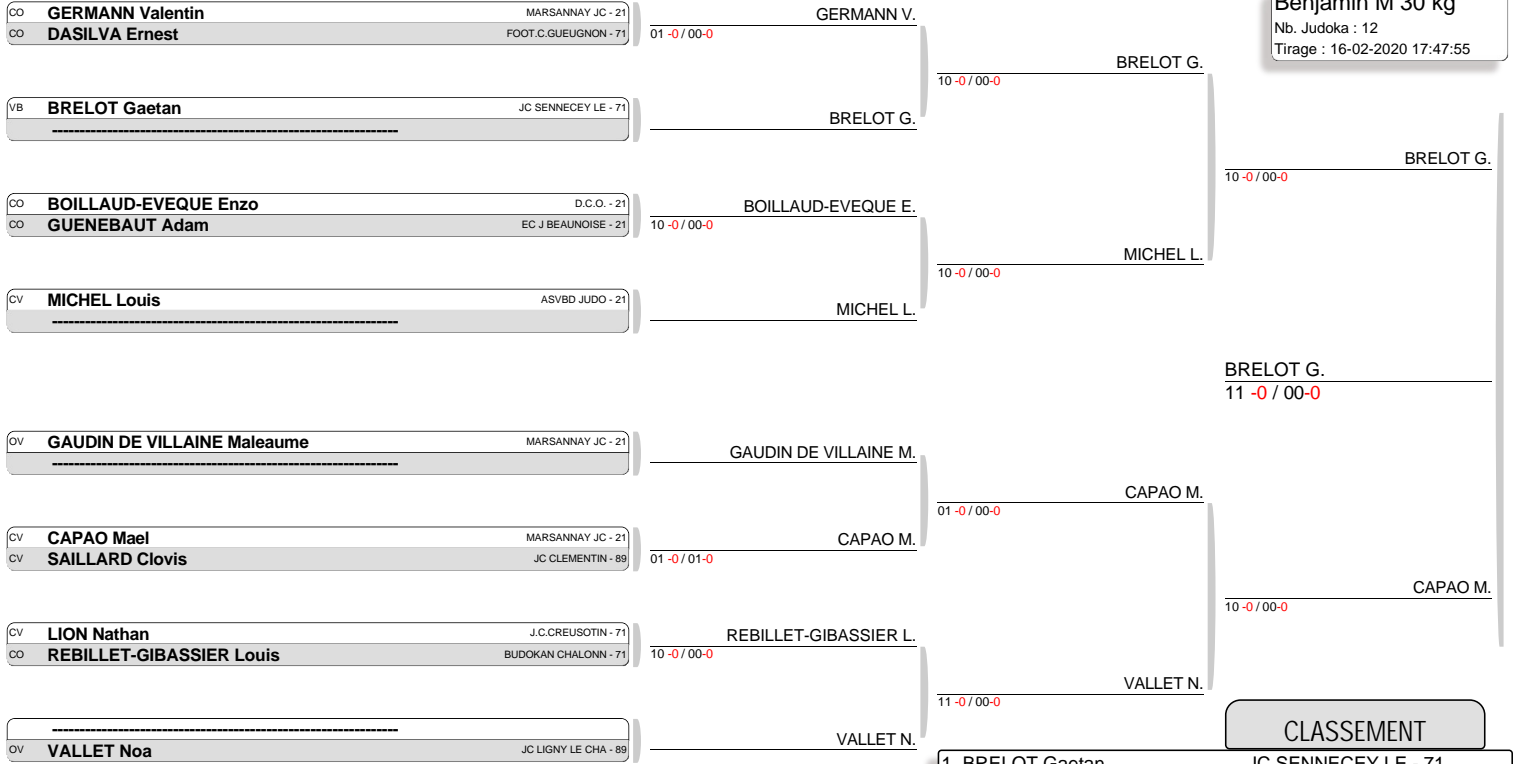 Benjamin M 30 kg
Nb. Judoka : 12
Tirage : 16-02-2020 17:47:55
CO GERMANN Valentin MARSANNAY JC - 21
CO DASILVA Ernest FOOT.C.GUEUGNON - 71
VB BRELOT Gaetan JC SENNECEY LE - 71
----------------------------------------------------------------
CO BOILLAUD-EVEQUE Enzo D.C.O. - 21
CO GUENEBAUT Adam EC J BEAUNOISE - 21
CV MICHEL Louis ASVBD JUDO - 21
----------------------------------------------------------------
OV GAUDIN DE VILLAINE Maleaume MARSANNAY JC - 21
----------------------------------------------------------------
CV CAPAO Mael MARSANNAY JC - 21
CV SAILLARD Clovis JC CLEMENTIN - 89
CV LION Nathan J.C.CREUSOTIN - 71
CO REBILLET-GIBASSIER Louis BUDOKAN CHALONN - 71
----------------------------------------------------------------
OV VALLET Noa JC LIGNY LE CHA - 89
GERMANN V.
01 -0 / 00-0
BRELOT G.
BOILLAUD-EVEQUE E.
10 -0 / 00-0
MICHEL L.
GAUDIN DE VILLAINE M.
CAPAO M.
01 -0 / 01-0
REBILLET-GIBASSIER L.
10 -0 / 00-0
VALLET N.
BRELOT G.
10 -0 / 00-0
MICHEL L.
10 -0 / 00-0
CAPAO M.
01 -0 / 00-0
VALLET N.
11 -0 / 00-0
BRELOT G.
10 -0 / 00-0
BRELOT G.
11 -0 / 00-0
CAPAO M.
10 -0 / 00-0
CLASSEMENT
1 BRELOT Gaetan JC SENNECEY LE - 71